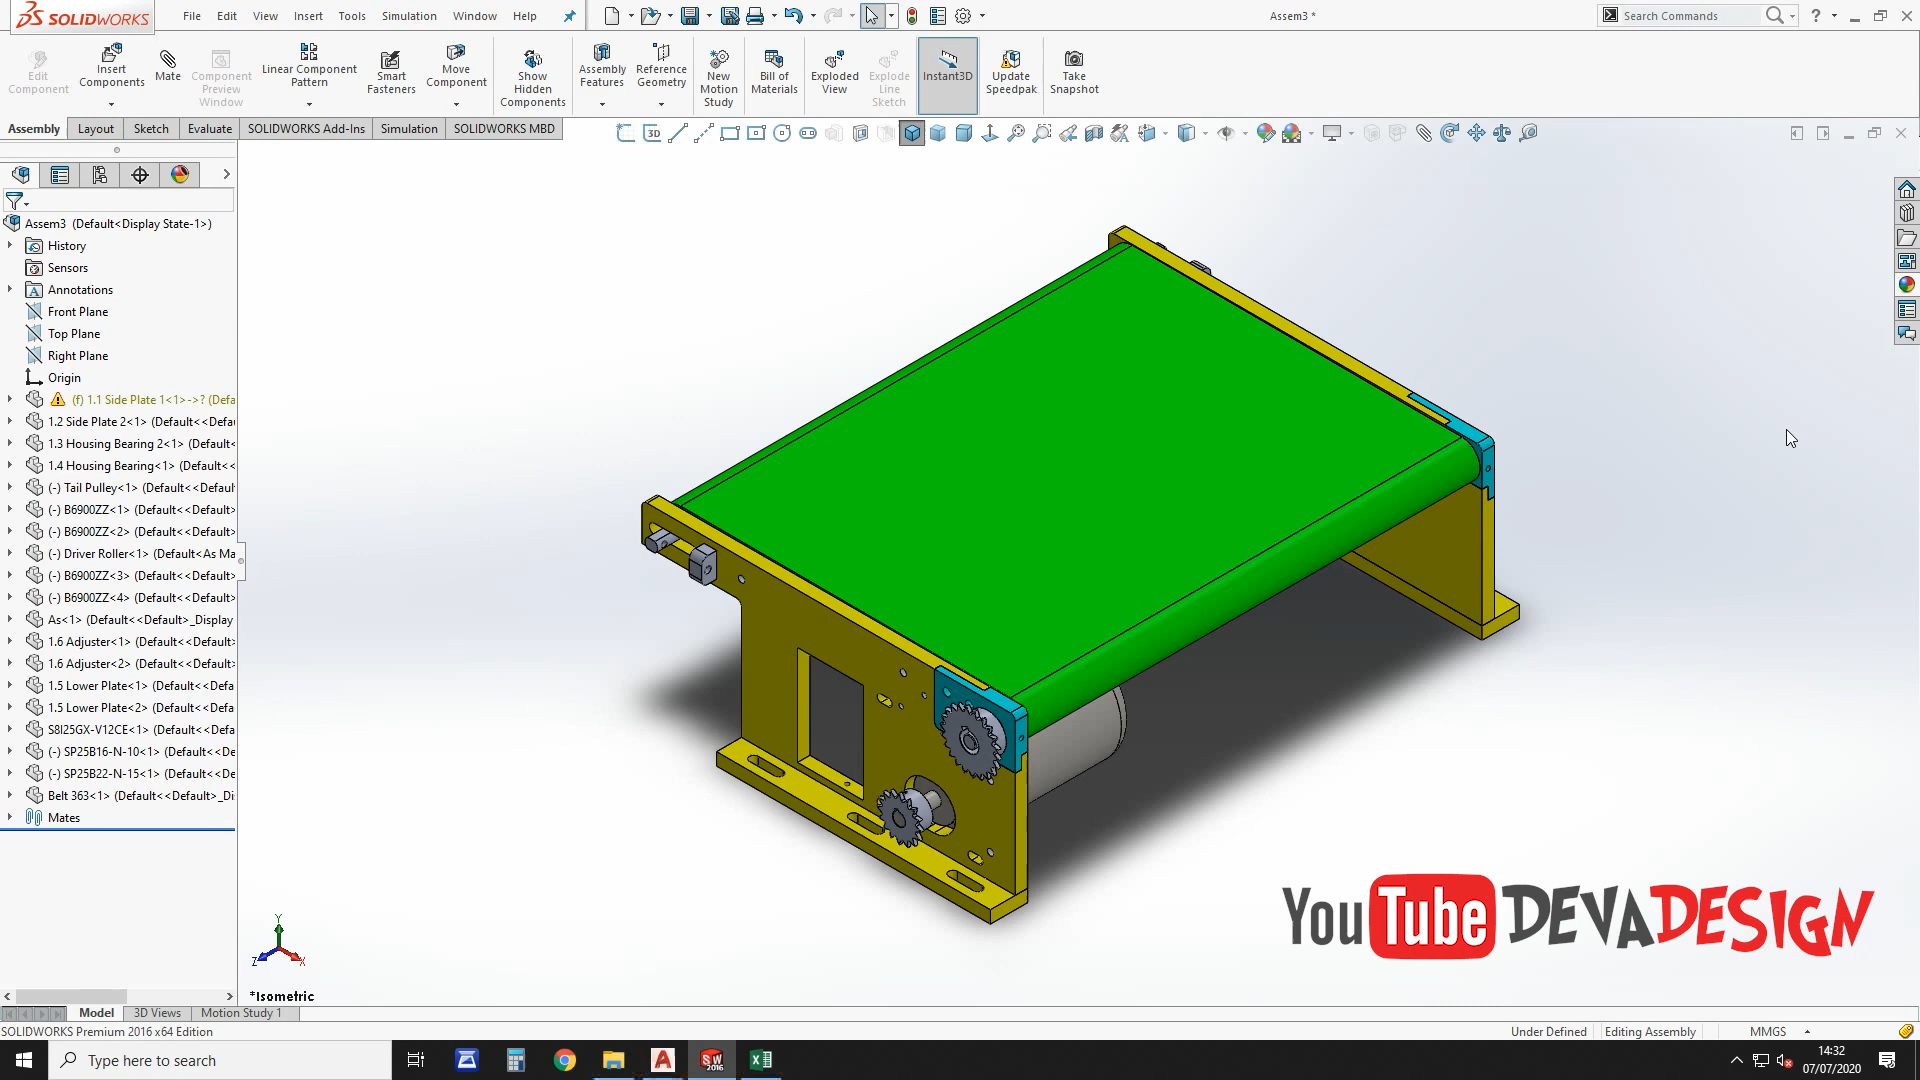 SOLIDWORKS
File Edit View Insert Tools Simulation Window Help
Assem3 *
Search Commands
Edit Component
Insert Components
Mate
Component Preview Window
Linear Component Pattern
Smart Fasteners
Move Component
Show Hidden Components
Assembly Features
Reference Geometry
New Motion Study
Bill of Materials
Exploded View
Explode Line Sketch
Instant3D
Update Speedpak
Take Snapshot
Assembly Layout Sketch Evaluate SOLIDWORKS Add-Ins Simulation SOLIDWORKS MBD
Assem3 (Default<Display State-1>)
History
Sensors
Annotations
Front Plane
Top Plane
Right Plane
Origin
(f) 1.1 Side Plate 1<1>->? (Defa
1.2 Side Plate 2<1> (Default<<Defau
1.3 Housing Bearing 2<1> (Default<
1.4 Housing Bearing<1> (Default<<
(-) Tail Pulley<1> (Default<<Defaul
(-) B6900ZZ<1> (Default<<Default>
(-) B6900ZZ<2> (Default<<Default>
(-) Driver Roller<1> (Default<As Ma
(-) B6900ZZ<3> (Default<<Default>
(-) B6900ZZ<4> (Default<<Default>
As<1> (Default<<Default>_Display
1.6 Adjuster<1> (Default<<Default>
1.6 Adjuster<2> (Default<<Default>
1.5 Lower Plate<1> (Default<<Defa
1.5 Lower Plate<2> (Default<<Defa
S8I25GX-V12CE<1> (Default<<Defa
(-) SP25B16-N-10<1> (Default<<De
(-) SP25B22-N-15<1> (Default<<De
Belt 363<1> (Default<<Default>_Di
Mates
Y
Z X
*Isometric
YouTube DEVADESIGN
Model 3D Views Motion Study 1
SOLIDWORKS Premium 2016 x64 Edition
Under Defined Editing Assembly MMGS
Type here to search
14:32
07/07/2020